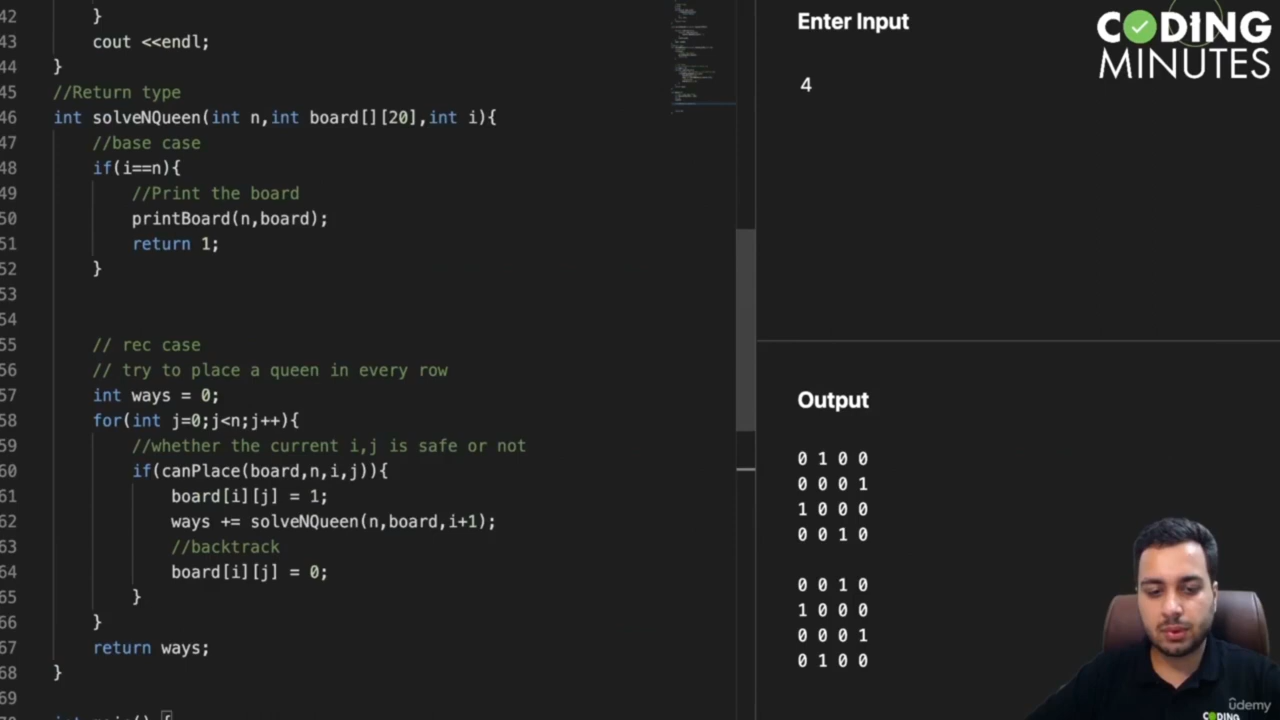 42 }
43 cout <<endl;
44 }
45 //Return type
46 int solveNQueen(int n,int board[][20],int i){
47 //base case
48 if(i==n){
49 //Print the board
50 printBoard(n,board);
51 return 1;
52 }
53
54
55 // rec case
56 // try to place a queen in every row
57 int ways = 0;
58 for(int j=0;j<n;j++){
59 //whether the current i,j is safe or not
60 if(canPlace(board,n,i,j)){
61 board[i][j] = 1;
62 ways += solveNQueen(n,board,i+1);
63 //backtrack
64 board[i][j] = 0;
65 }
66 }
67 return ways;
68 }
69
Enter Input
4
Output
0 1 0 0
0 0 0 1
1 0 0 0
0 0 1 0
0 0 1 0
1 0 0 0
0 0 0 1
0 1 0 0
CODING
MINUTES
udemy